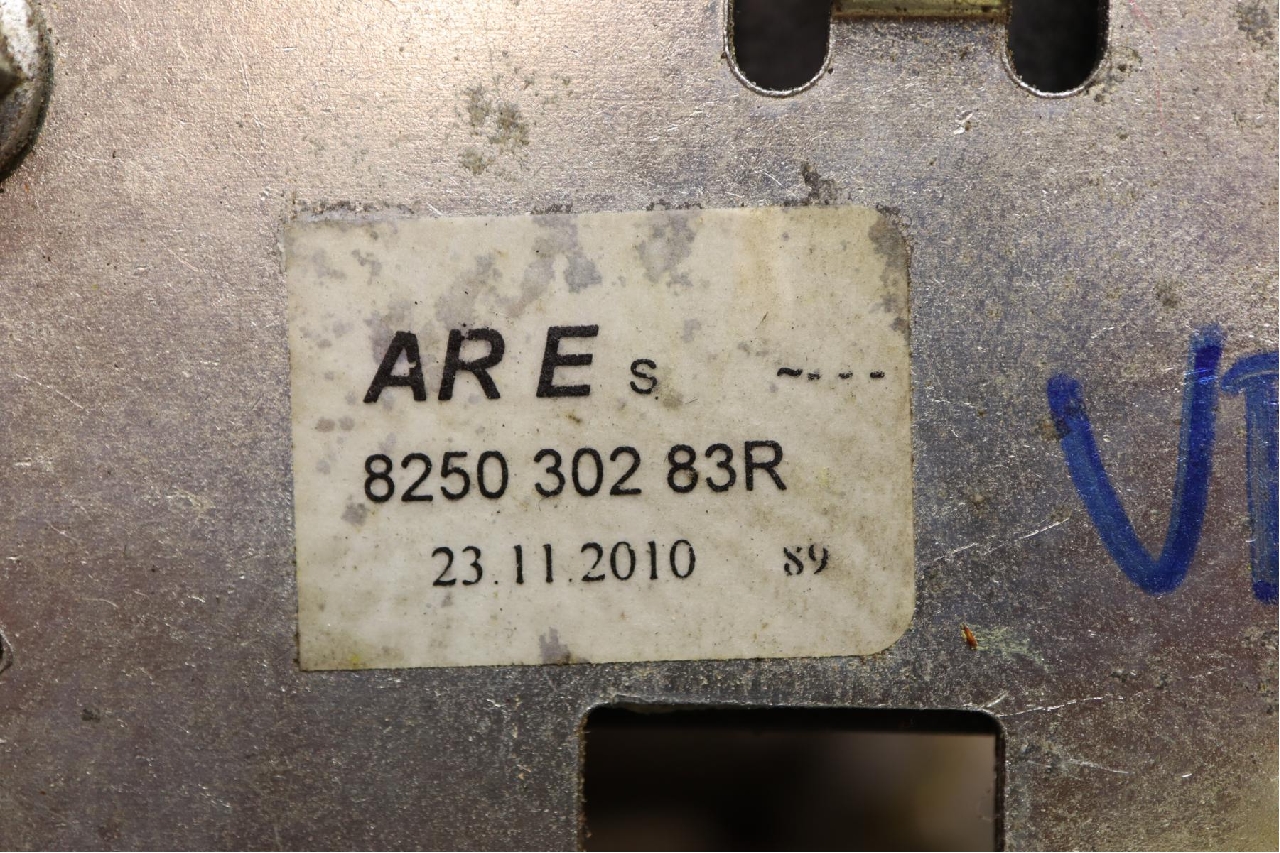 AR E s ~---
8250 302 83R
23.11.2010 89